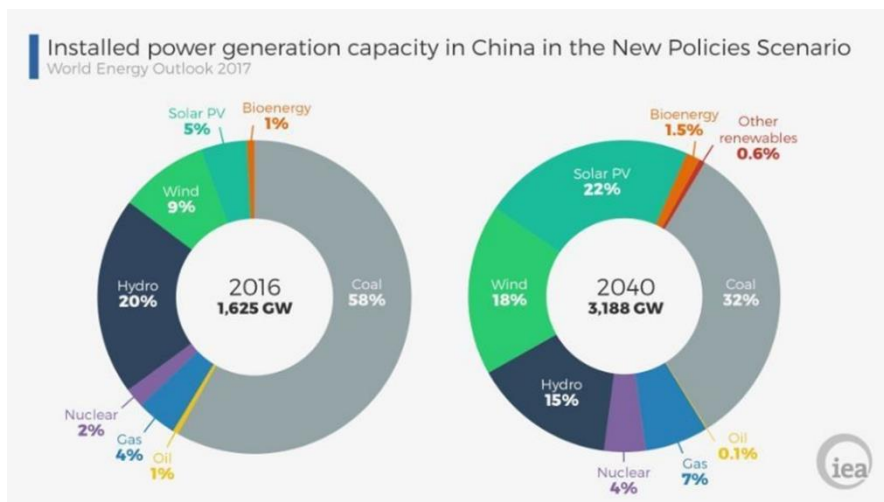 Installed power generation capacity in China in the New Policies Scenario
World Energy Outlook 2017
Solar PV
5%
Bioenergy
1%
Wind
9%
Hydro
20%
2016
1,625 GW
Coal
58%
Nuclear
2%
Gas
4%
Oil
1%
Bioenergy
1.5%
Other
renewables
0.6%
Solar PV
22%
Wind
18%
2040
3,188 GW
Coal
32%
Hydro
15%
Nuclear
4%
Gas
7%
Oil
0.1%
iea